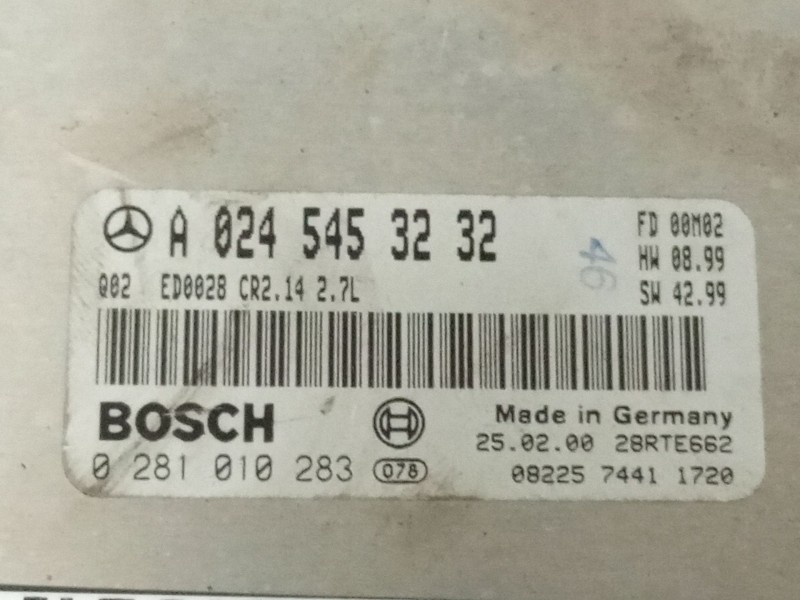 A 024 545 32 32
FD 00M02
HW 08.99
SW 42.99
46
Q02 ED0028 CR2.14 2.7L
BOSCH
Made in Germany
25.02.00 28RTE662
0 281 010 283 078
08225 7441 1720